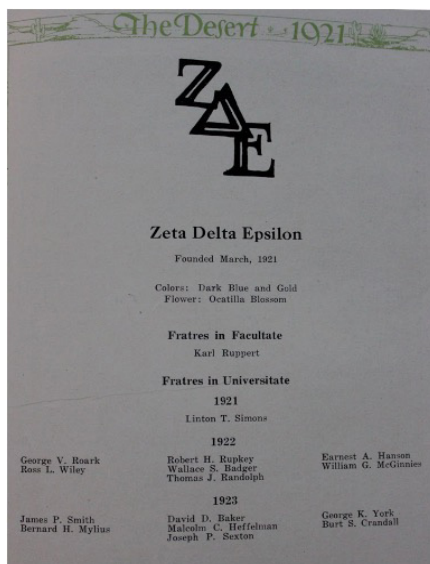 The Desert 1921
ΖΔΕ
Zeta Delta Epsilon
Founded March, 1921
Colors: Dark Blue and Gold
Flower: Ocatilla Blossom
Fratres in Facultate
Karl Ruppert
Fratres in Universitate
1921
Linton T. Simons
1922
George V. Roark
Ross L. Wiley
Robert H. Rupkey
Wallace S. Badger
Thomas J. Randolph
Earnest A. Hanson
William G. McGinnies
1923
James P. Smith
Bernard H. Mylius
David D. Baker
Malcolm C. Heffelman
Joseph P. Sexton
George K. York
Burt S. Crandall